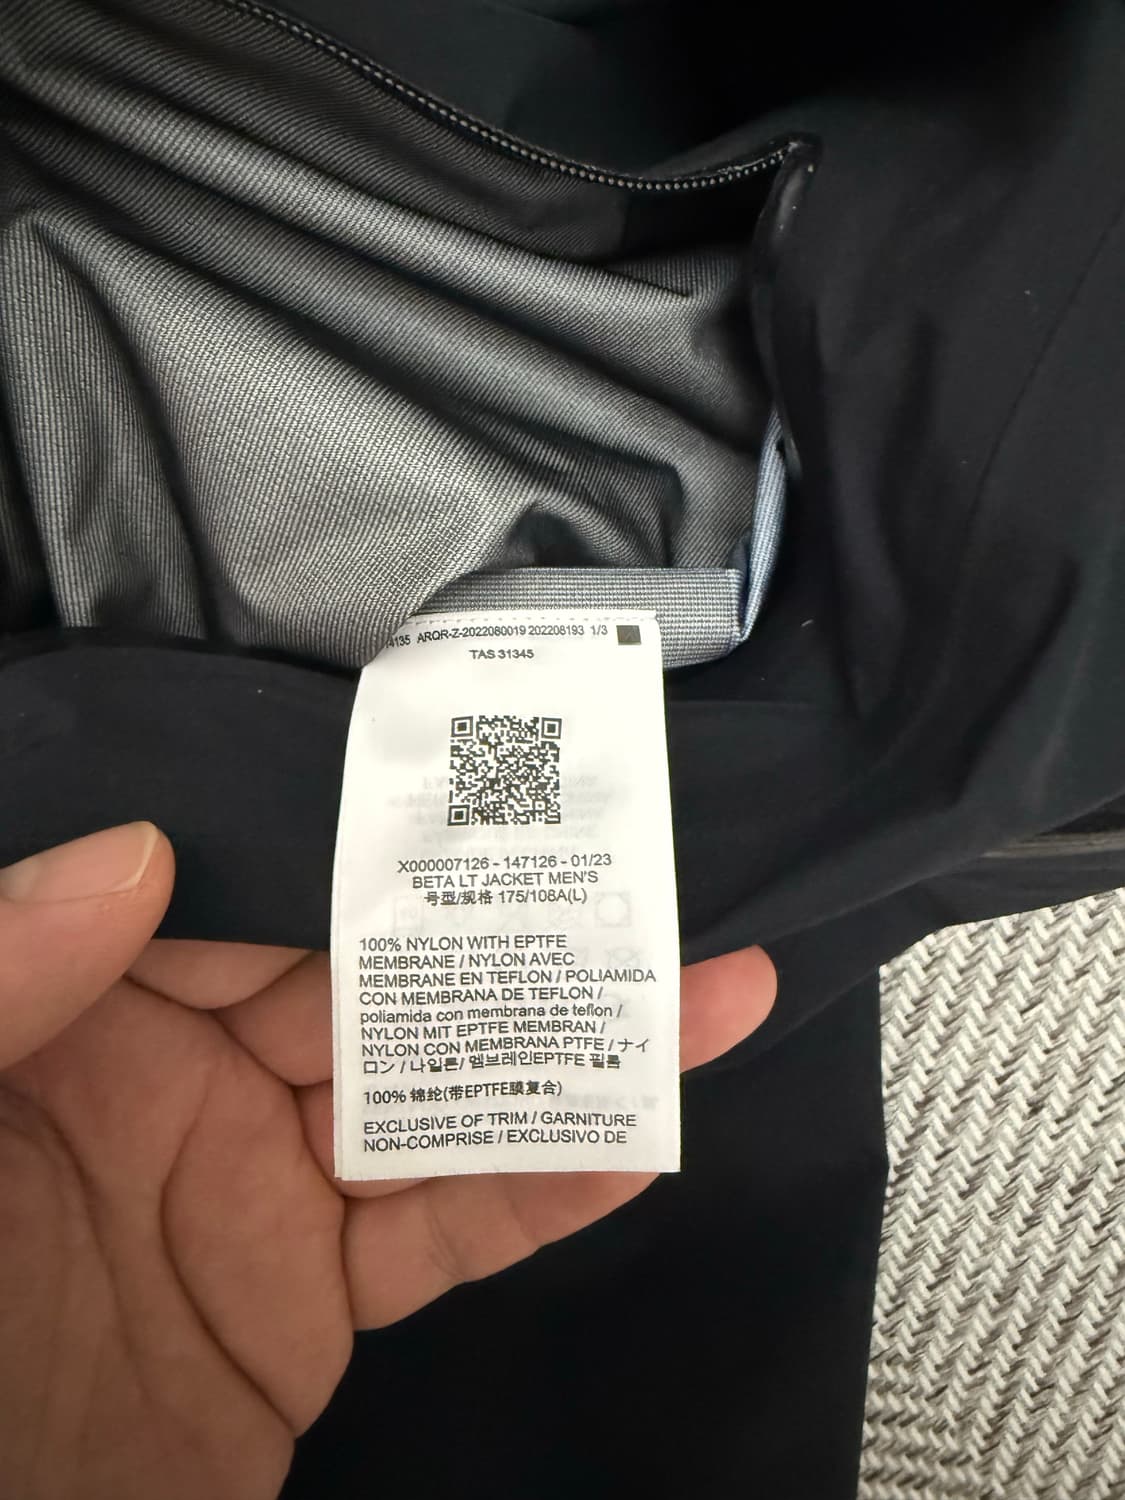 4135 ARQR-Z-2022080019 202208193 1/3
TAS 31345
X000007126 - 147126 - 01/23
BETA LT JACKET MEN'S
号型/规格 175/108A(L)
100% NYLON WITH EPTFE
MEMBRANE / NYLON AVEC
MEMBRANE EN TEFLON / POLIAMIDA
CON MEMBRANA DE TEFLON /
poliamida con membrana de teflon /
NYLON MIT EPTFE MEMBRAN /
NYLON CON MEMBRANA PTFE / ナイ
ロン / 나일론/ 멤브레인EPTFE 필름
100% 锦纶(带EPTFE膜复合)
EXCLUSIVE OF TRIM / GARNITURE
NON-COMPRISE / EXCLUSIVO DE